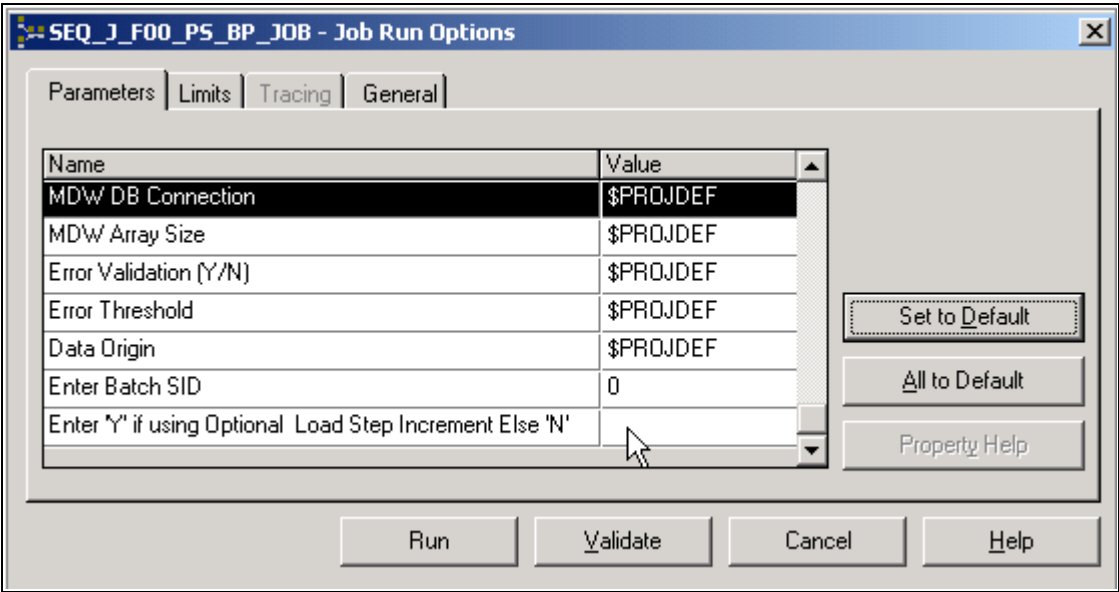 SEQ_J_F00_PS_BP_JOB - Job Run Options
Parameters Limits Tracing General
Name Value
MDW DB Connection $PROJDEF
MDW Array Size $PROJDEF
Error Validation (Y/N) $PROJDEF
Error Threshold $PROJDEF
Data Origin $PROJDEF
Enter Batch SID 0
Enter 'Y' if using Optional Load Step Increment Else 'N'
Set to Default
All to Default
Property Help
Run Validate Cancel Help